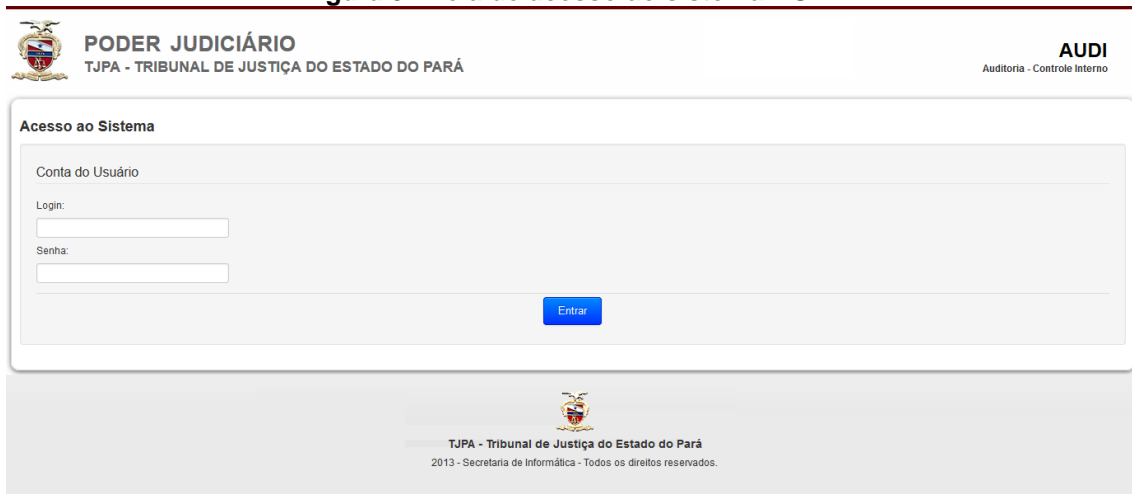 PODER JUDICIÁRIO
TJPA - TRIBUNAL DE JUSTIÇA DO ESTADO DO PARÁ
AUDI
Auditoria - Controle Interno
Acesso ao Sistema
Conta do Usuário
Login:
Senha:
Entrar
TJPA - Tribunal de Justiça do Estado do Pará
2013 - Secretaria de Informática - Todos os direitos reservados.